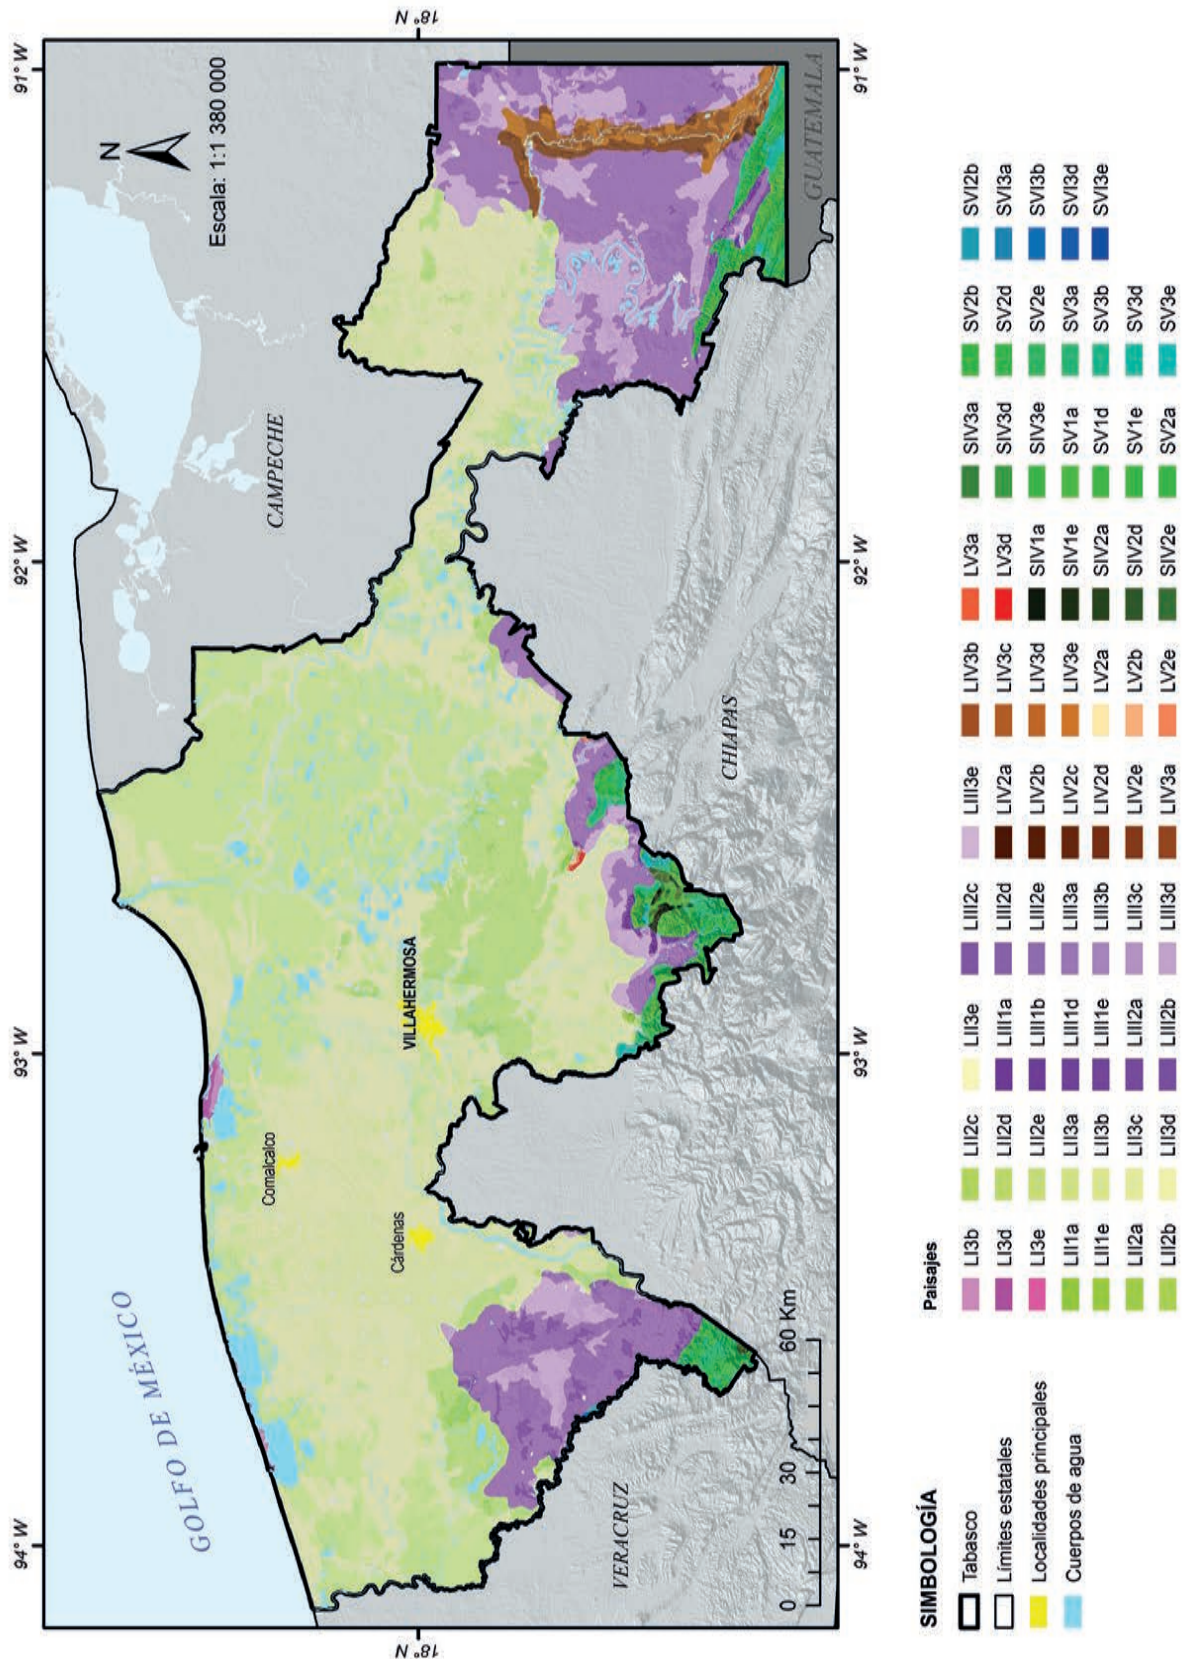 94° W
93° W
92° W
91° W
GOLFO DE MÉXICO
N
Escala: 1:1 380 000
CAMPECHE
Comalcalco
Cárdenas
VILLAHERMOSA
18° N
18° N
VERACRUZ
CHIAPAS
GUATEMALA
0 15 30 60 Km
94° W
93° W
92° W
91° W
SIMBOLOGÍA
Tabasco
Límites estatales
Localidades principales
Cuerpos de agua
Paisajes
LI3b
LI3d
LI3e
LII1a
LII1e
LII2a
LII2b
LII2c
LII2d
LII2e
LII3a
LII3b
LII3c
LII3d
LII3e
LIII1a
LIII1b
LIII1d
LIII1e
LIII2a
LIII2b
LIII2c
LIII2d
LIII2e
LIII3a
LIII3b
LIII3c
LIII3d
LIII3e
LIV2a
LIV2b
LIV2c
LIV2d
LIV2e
LIV3a
LIV3b
LIV3c
LIV3d
LIV3e
LV2a
LV2b
LV2e
LV3a
LV3d
SIV1a
SIV1e
SIV2a
SIV2d
SIV2e
SIV3a
SIV3d
SIV3e
SV1a
SV1d
SV1e
SV2a
SV2b
SV2d
SV2e
SV3a
SV3b
SV3d
SV3e
SVI2b
SVI3a
SVI3b
SVI3d
SVI3e